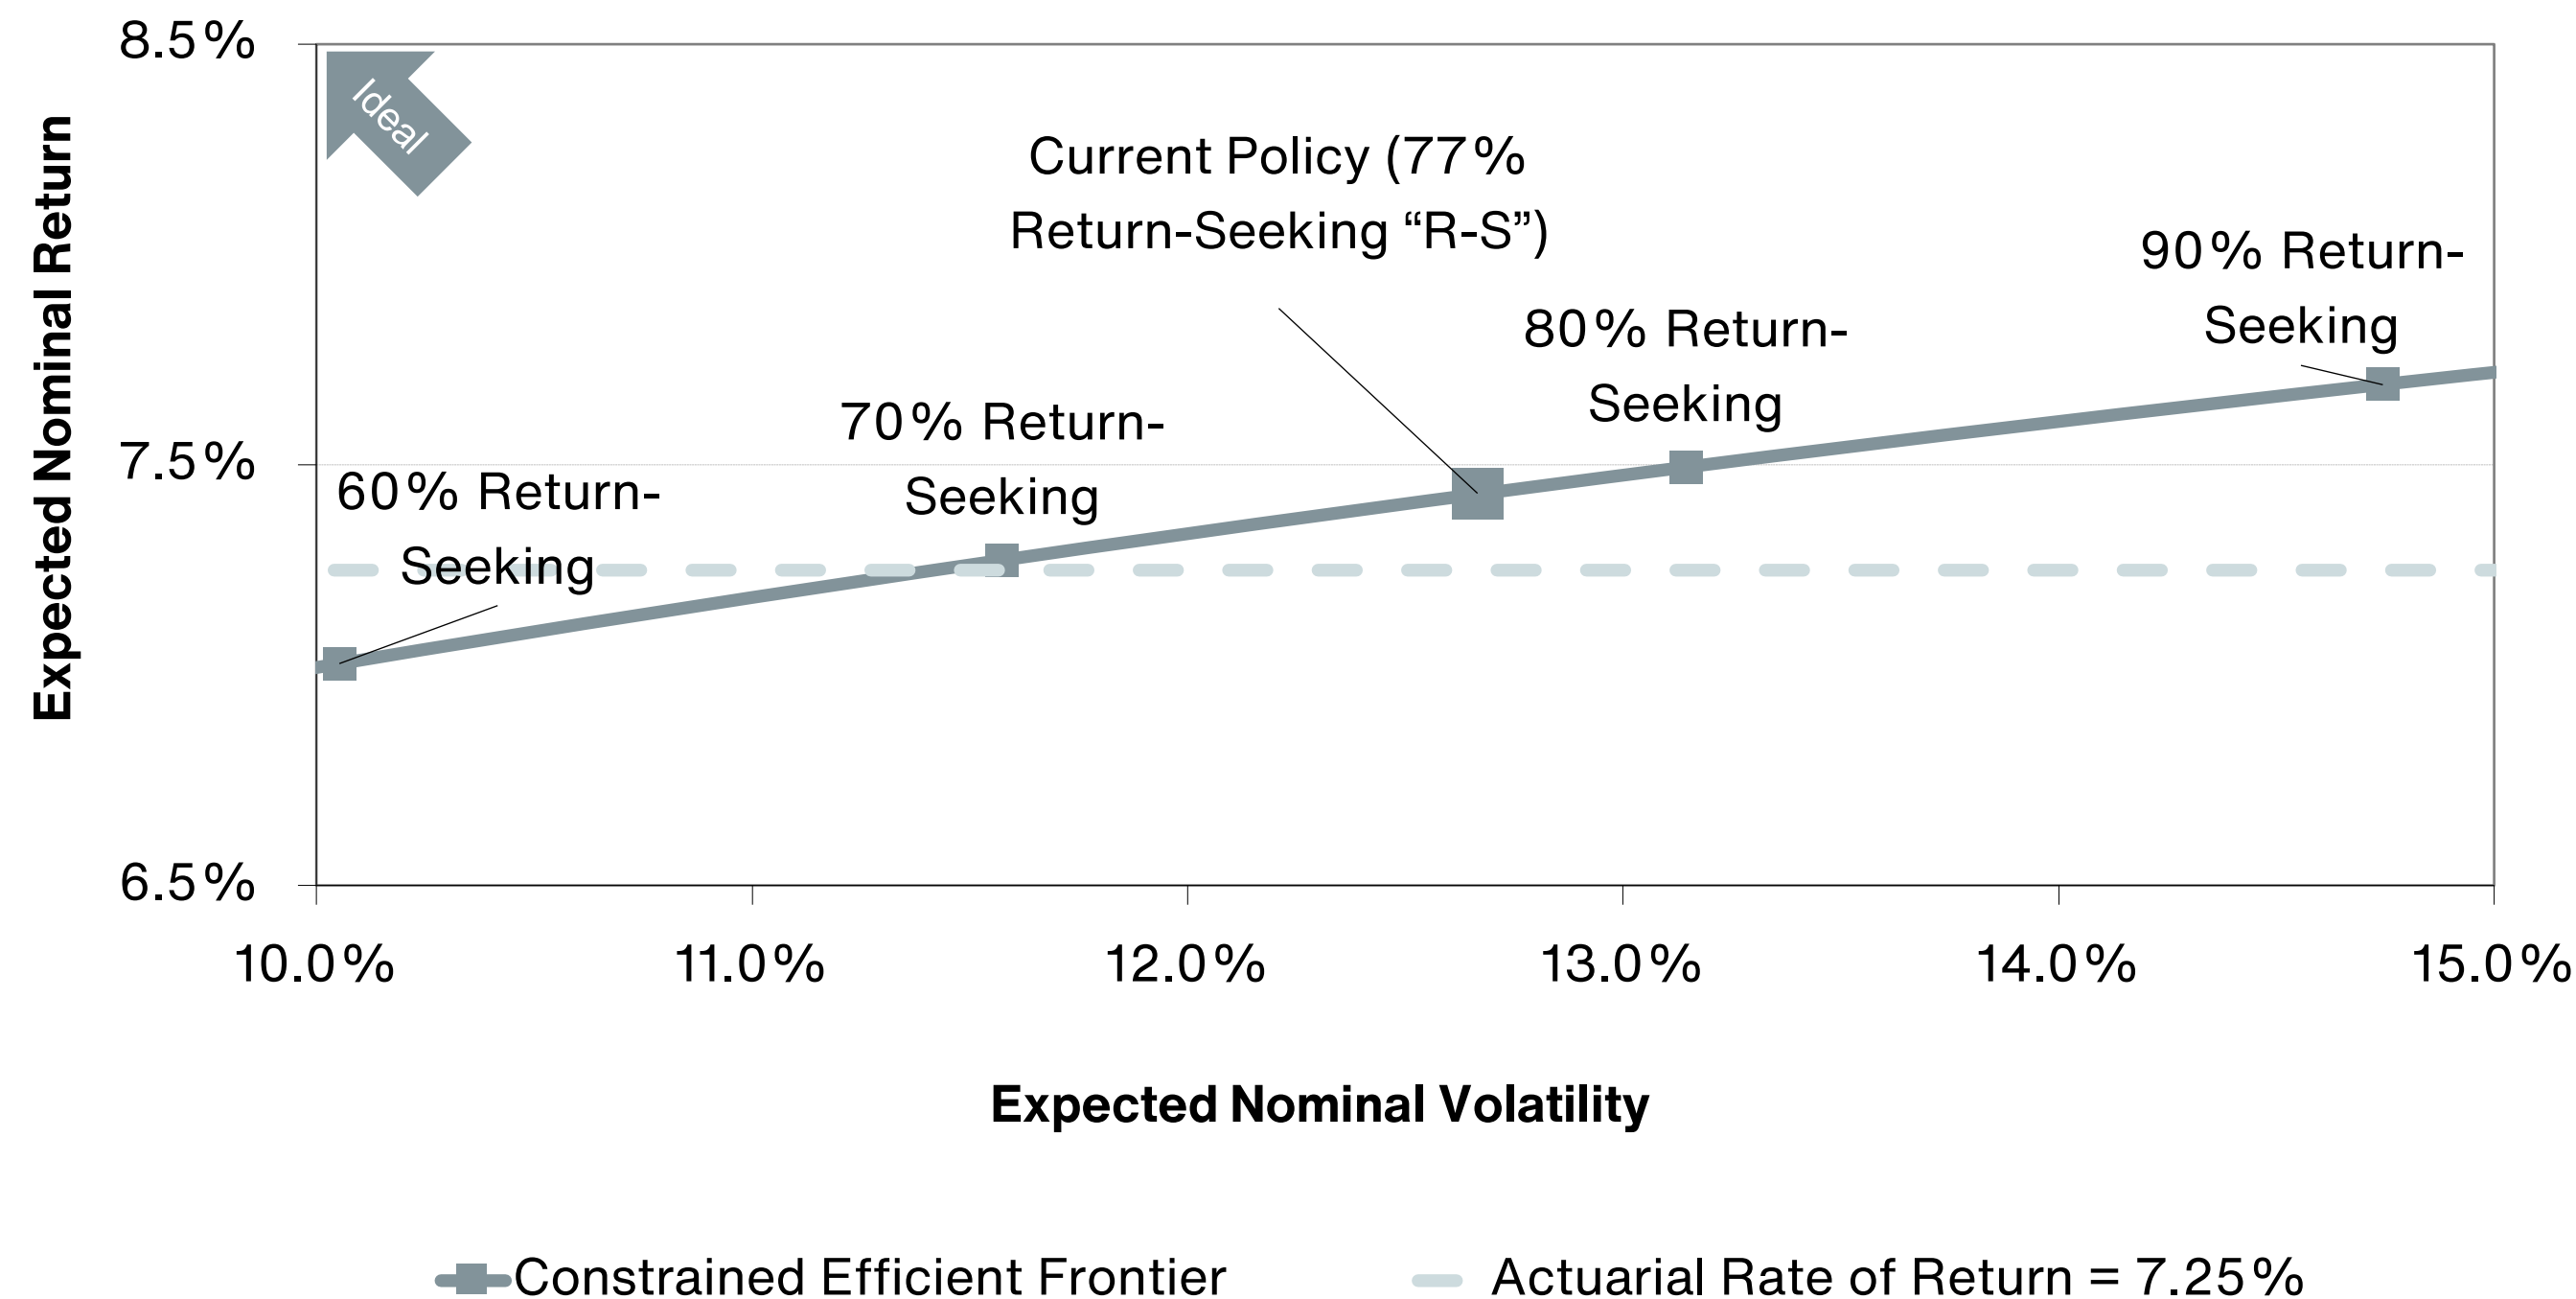 8.5%
Ideal
Current Policy (77%
Return-Seeking “R-S”)
90% Return-
Seeking
80% Return-
Seeking
70% Return-
Seeking
7.5%
60% Return-
Seeking
Expected Nominal Return
6.5%
10.0% 11.0% 12.0% 13.0% 14.0% 15.0%
Expected Nominal Volatility
Constrained Efficient Frontier Actuarial Rate of Return = 7.25%